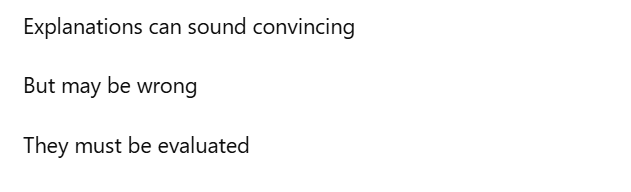 Explanations can sound convincing
But may be wrong
They must be evaluated